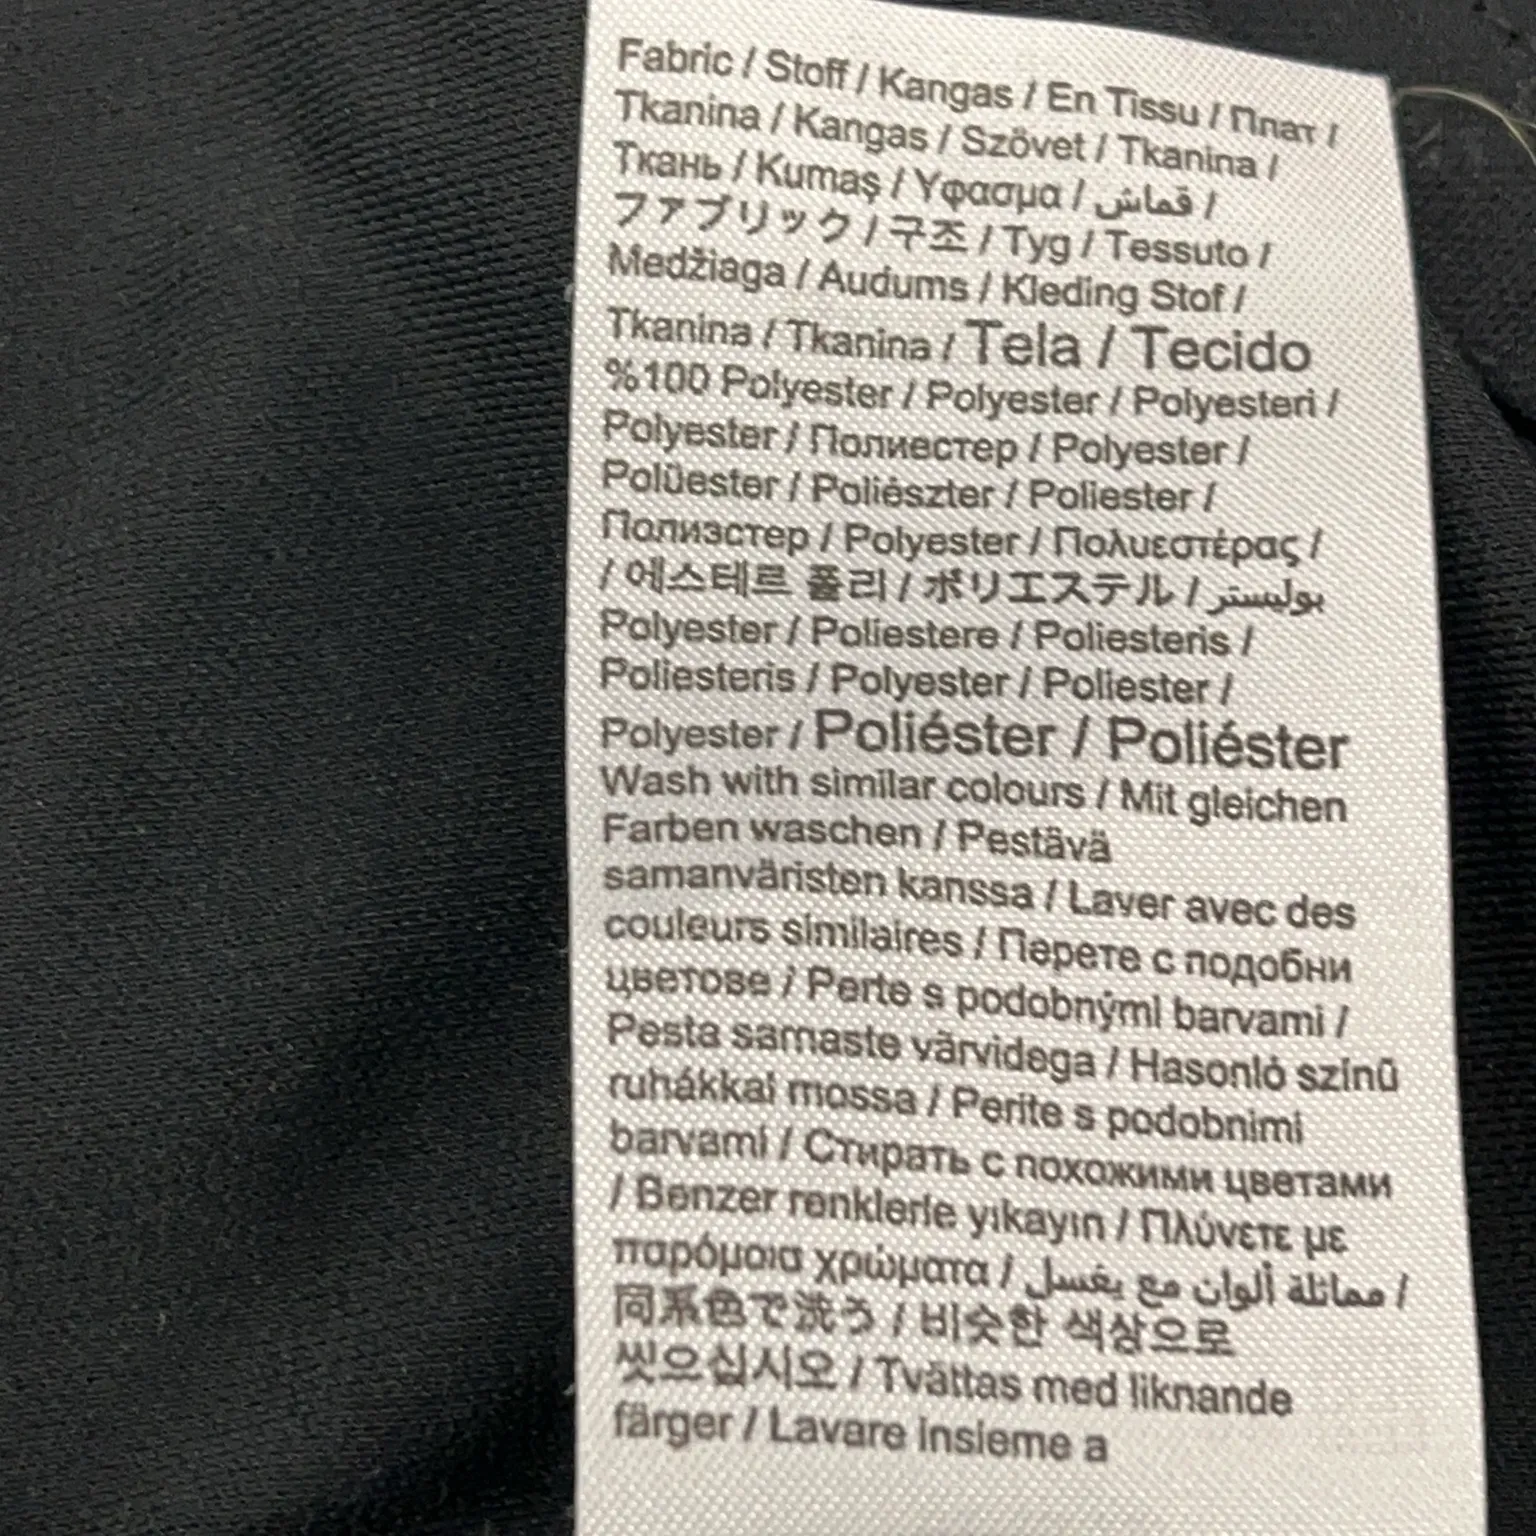 Fabric / Stoff / Kangas / En Tissu / Плат /
Tkanina / Kangas / Szövet / Tkanina /
Ткань / Kumaş / Υφασμα / قماش /
ファブリック / 구조 / Tyg / Tessuto /
Medžiaga / Audums / Kleding Stof /
Tkanina / Tkanina / Tela / Tecido
%100 Polyester / Polyester / Polyesteri /
Polyester / Полиестер / Polyester /
Polüester / Poliészter / Poliester /
Полиэстер / Polyester / Πολυεστέρας /
/ 에스테르 폴리 / ポリエステル / بوليستر
Polyester / Poliestere / Poliesteris /
Poliesteris / Polyester / Poliester /
Polyester / Poliéster / Poliéster
Wash with similar colours / Mit gleichen
Farben waschen / Pestävä
samanväristen kanssa / Laver avec des
couleurs similaires / Перете с подобни
цветове / Perte s podobnými barvami /
Pesta samaste värvidega / Hasonló színű
ruhákkal mossa / Perite s podobnimi
barvami / Стирать с похожими цветами
/ Benzer renklerle yıkayın / Πλύνετε με
παρόμοια χρώματα / مماثلة ألوان مع يغسل /
同系色で洗う / 비슷한 색상으로
씻으십시오 / Tvättas med liknande
färger / Lavare insieme a